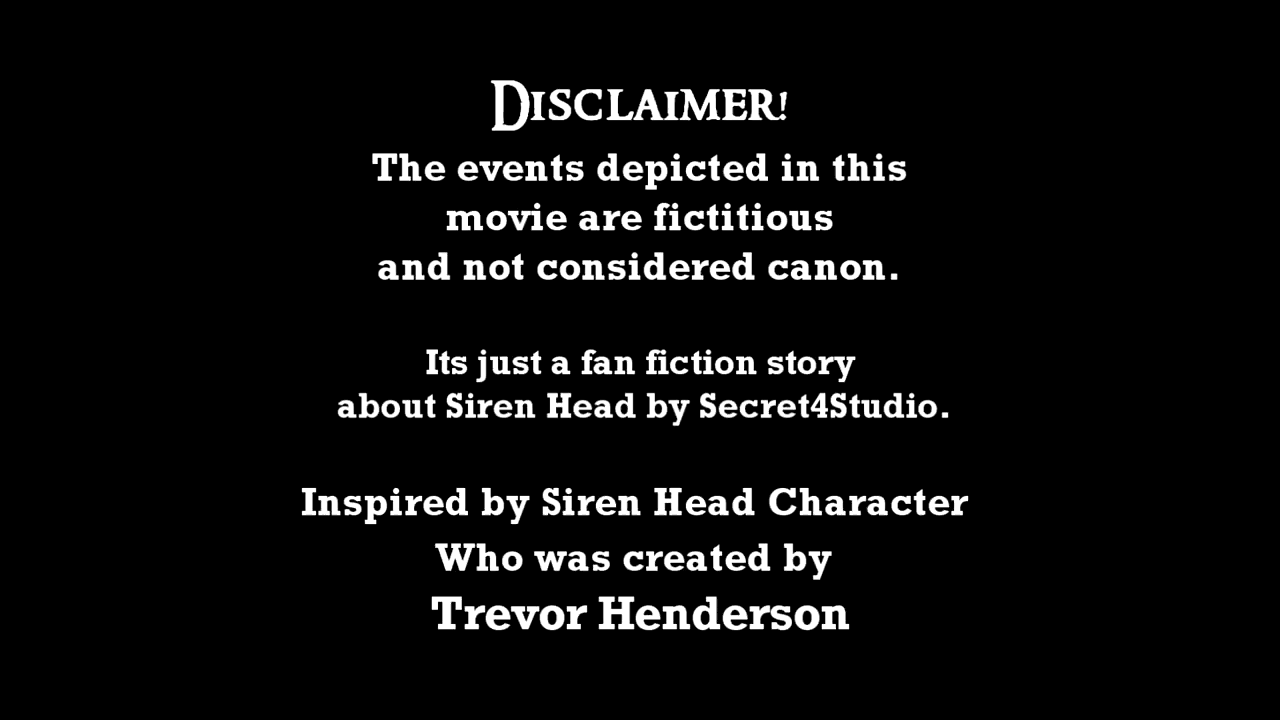 Disclaimer!
The events depicted in this
movie are fictitious
and not considered canon.
Its just a fan fiction story
about Siren Head by Secret4Studio.
Inspired by Siren Head Character
Who was created by
Trevor Henderson